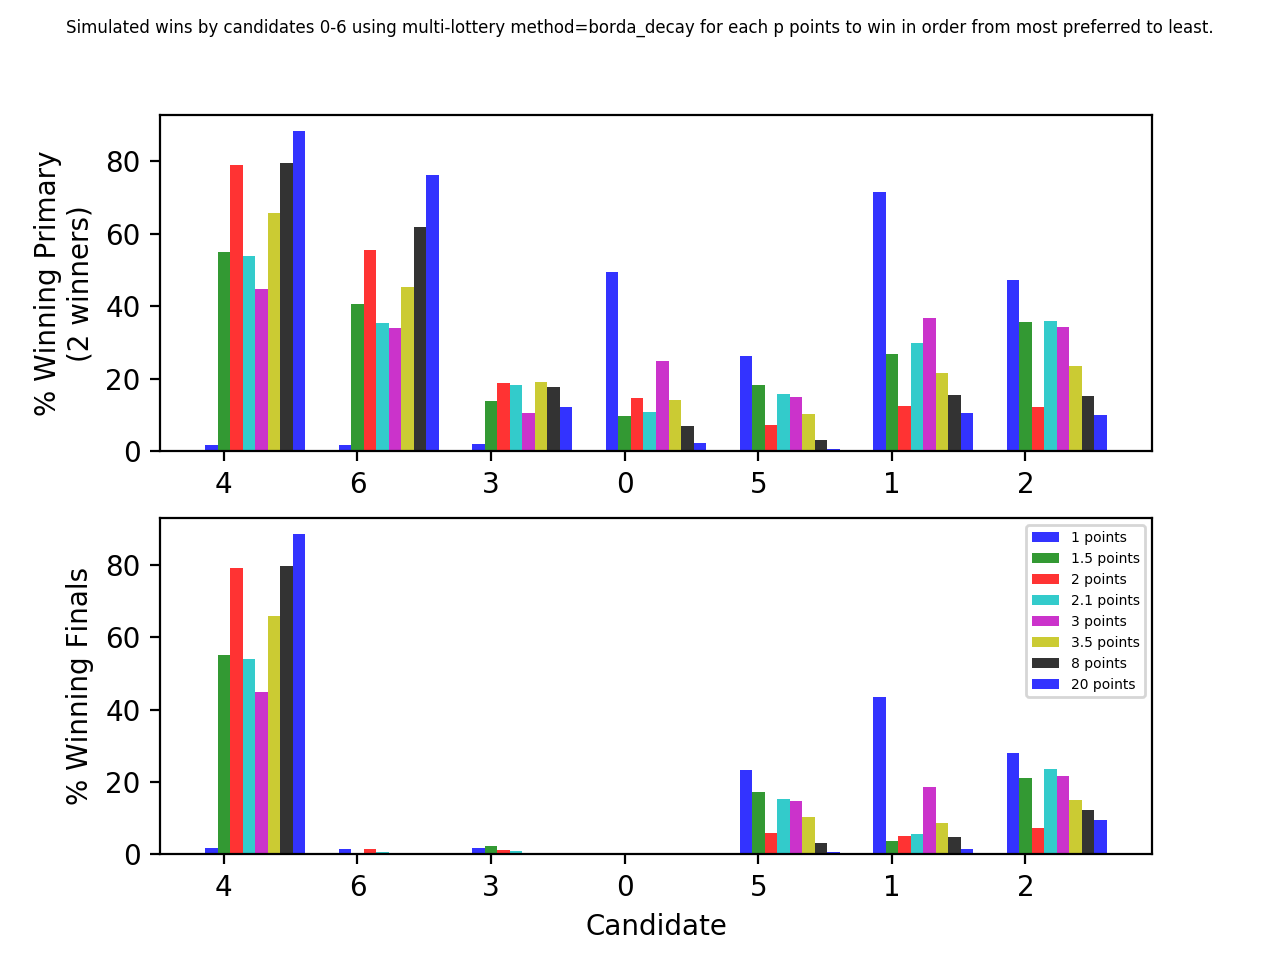 Simulated wins by candidates 0-6 using multi-lottery method=borda_decay for each p points to win in order from most preferred to least.
% Winning Primary
(2 winners)
80
60
40
20
0
4 6 3 0 5 1 2
% Winning Finals
80
60
40
20
0
1 points
1.5 points
2 points
2.1 points
3 points
3.5 points
8 points
20 points
4 6 3 0 5 1 2
Candidate